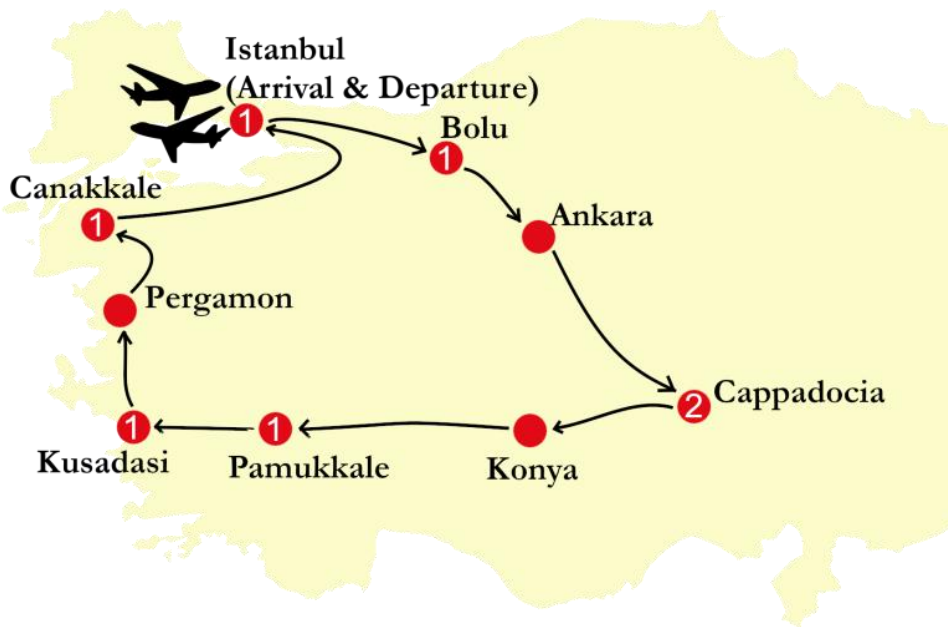 Istanbul
(Arrival & Departure)
1
Bolu
1
Canakkale
1
Ankara
Pergamon
Cappadocia
2
Kusadasi
1
Pamukkale
1
Konya